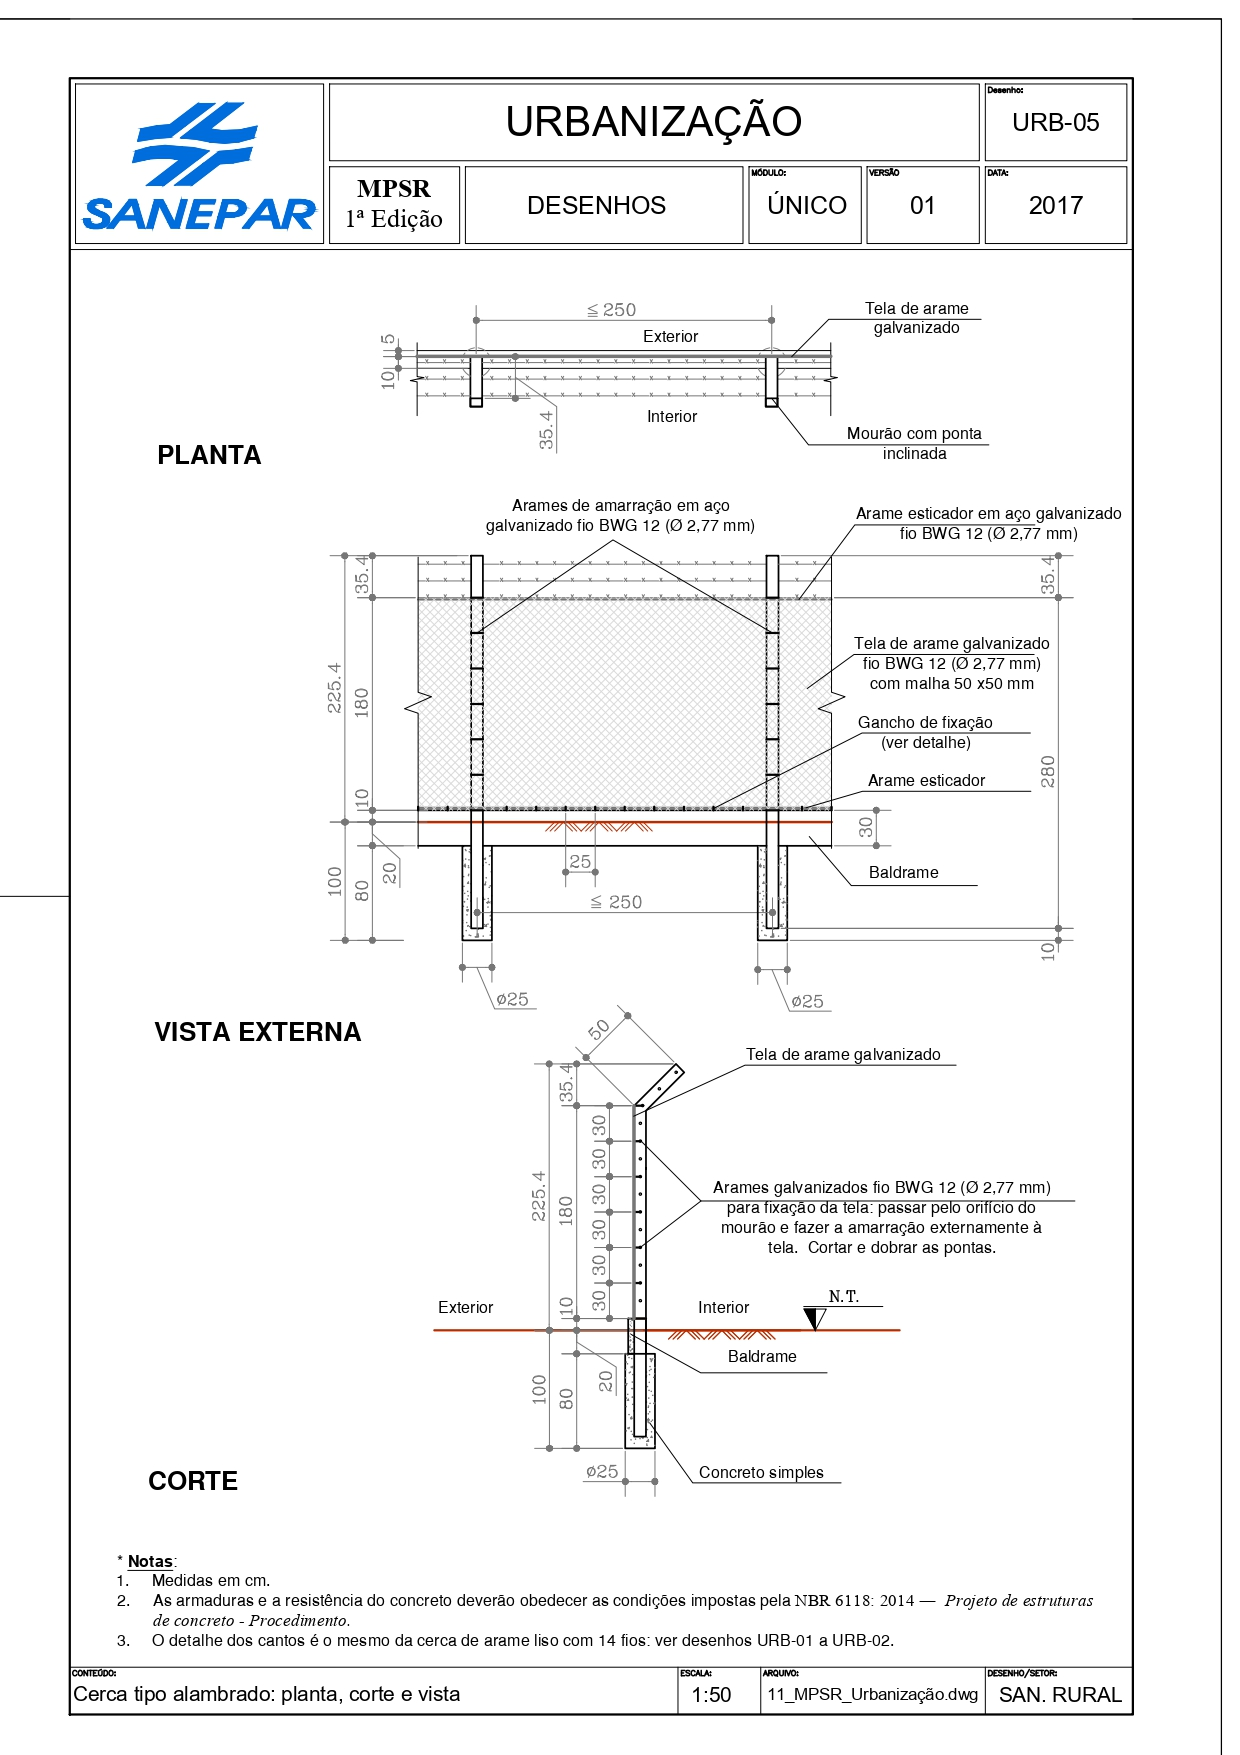 SANEPAR
URBANIZAÇÃO
Desenho:
URB-05
MPSR
1ª Edição
DESENHOS
MÓDULO:
ÚNICO
VERSÃO
01
DATA:
2017
≦ 250
Exterior
Tela de arame
galvanizado
5
10
35.4
Interior
Mourão com ponta
inclinada
PLANTA
Arames de amarração em aço
galvanizado fio BWG 12 (Ø 2,77 mm)
Arame esticador em aço galvanizado
fio BWG 12 (Ø 2,77 mm)
35.4
35.4
225.4
180
Tela de arame galvanizado
fio BWG 12 (Ø 2,77 mm)
com malha 50 x50 mm
Gancho de fixação
(ver detalhe)
Arame esticador
280
10
30
25
20
100
80
Baldrame
≦ 250
10
ø25
ø25
VISTA EXTERNA
50
Tela de arame galvanizado
35.4
30
30
30
30
30
30
225.4
180
Arames galvanizados fio BWG 12 (Ø 2,77 mm)
para fixação da tela: passar pelo orifício do
mourão e fazer a amarração externamente à
tela. Cortar e dobrar as pontas.
10
Exterior
Interior
N.T.
Baldrame
20
100
80
ø25
Concreto simples
CORTE
* Notas:
1. Medidas em cm.
2. As armaduras e a resistência do concreto deverão obedecer as condições impostas pela NBR 6118: 2014 — Projeto de estruturas
de concreto - Procedimento.
3. O detalhe dos cantos é o mesmo da cerca de arame liso com 14 fios: ver desenhos URB-01 a URB-02.
CONTEÚDO:
Cerca tipo alambrado: planta, corte e vista
ESCALA:
1:50
ARQUIVO:
11_MPSR_Urbanização.dwg
DESENHO/SETOR:
SAN. RURAL